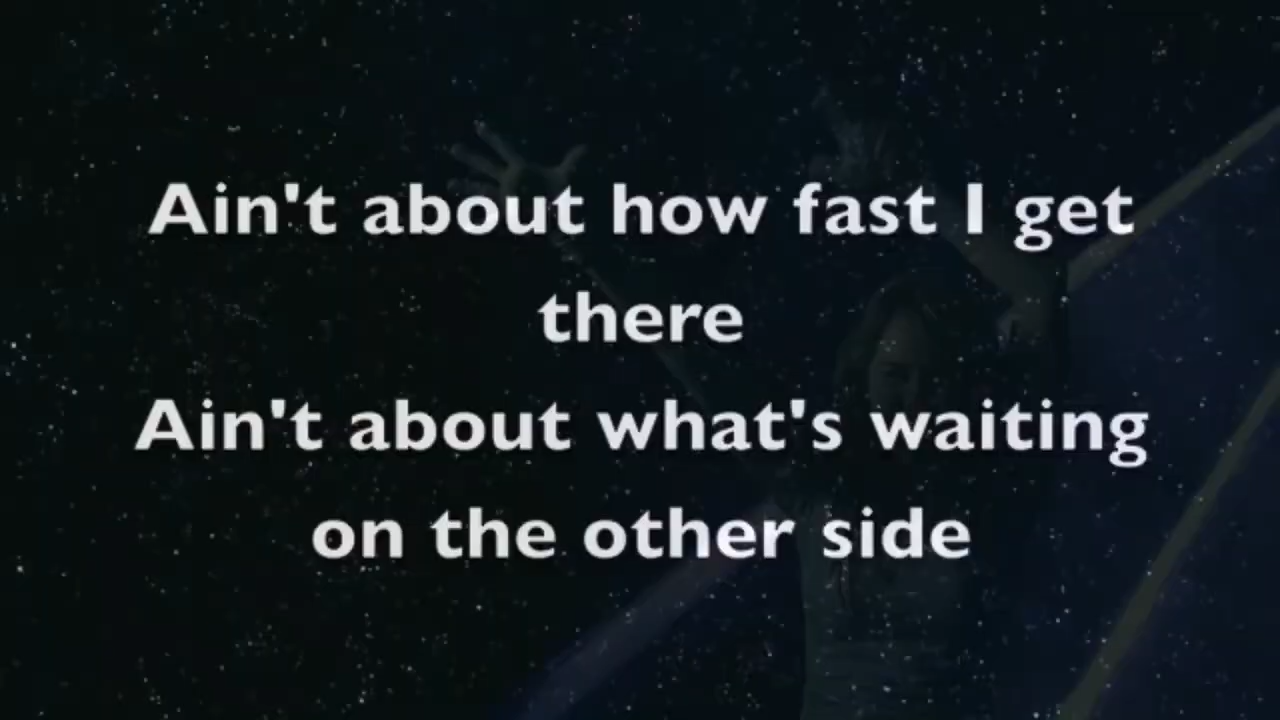 Ain't about how fast I get
there
Ain't about what's waiting
on the other side